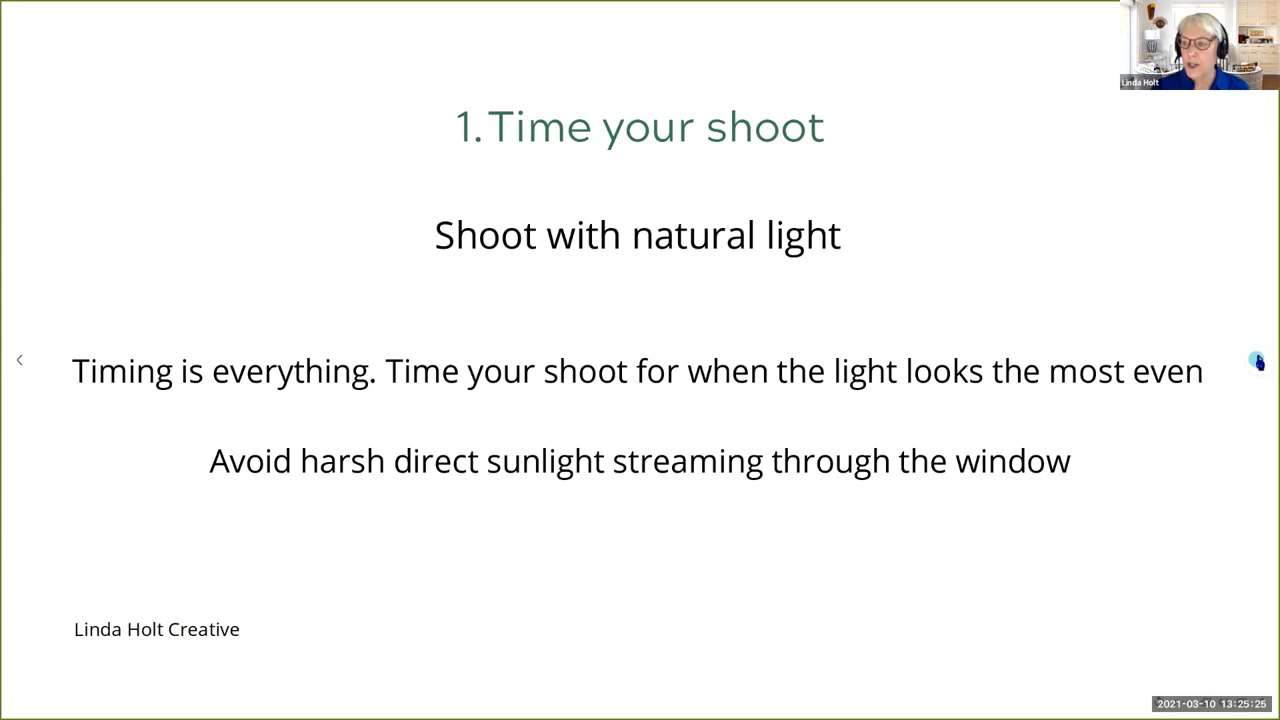 Linda Holt
1. Time your shoot
Shoot with natural light
Timing is everything. Time your shoot for when the light looks the most even
Avoid harsh direct sunlight streaming through the window
Linda Holt Creative
2021-03-10 13:25:25